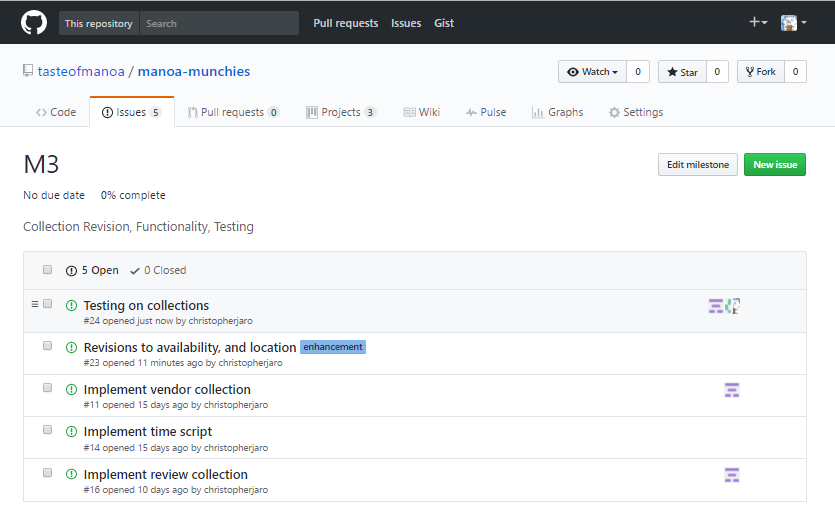 This repository Search Pull requests Issues Gist
tasteofmanoa / manoa-munchies Watch 0 Star 0 Fork 0
Code Issues 5 Pull requests 0 Projects 3 Wiki Pulse Graphs Settings
M3 Edit milestone New issue
No due date 0% complete
Collection Revision, Functionality, Testing
5 Open 0 Closed
Testing on collections
#24 opened just now by christopherjaro
Revisions to availability, and location enhancement
#23 opened 11 minutes ago by christopherjaro
Implement vendor collection
#11 opened 15 days ago by christopherjaro
Implement time script
#14 opened 15 days ago by christopherjaro
Implement review collection
#16 opened 10 days ago by christopherjaro